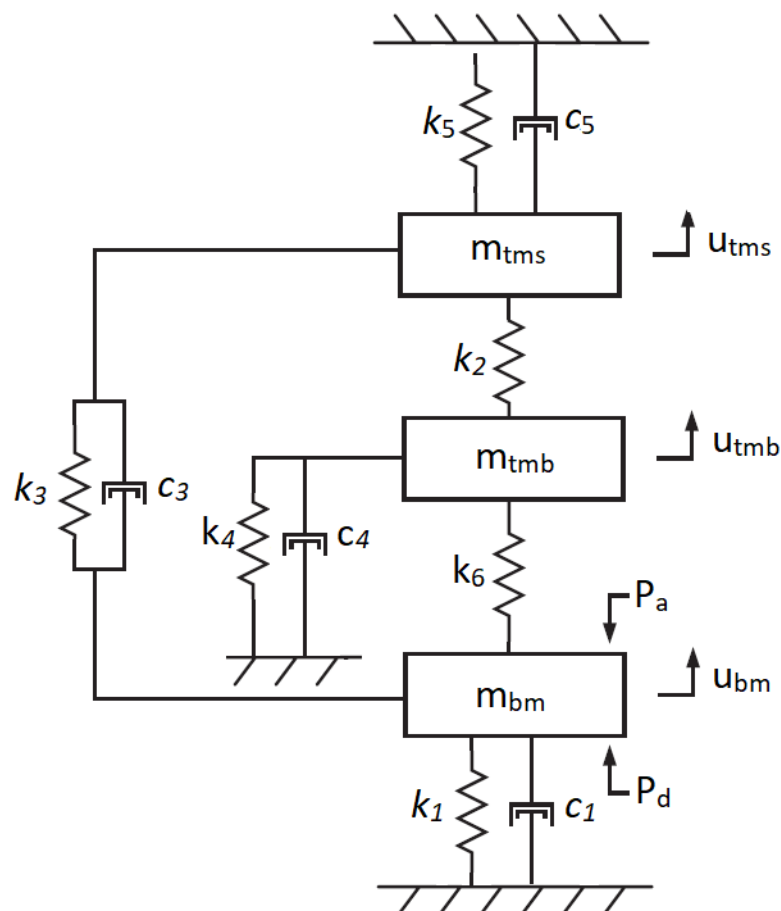 k5 c5
mtms utms
k2
mtmb utmb
k3 c3
k4 c4
k6
Pa
mbm ubm
Pd
k1 c1